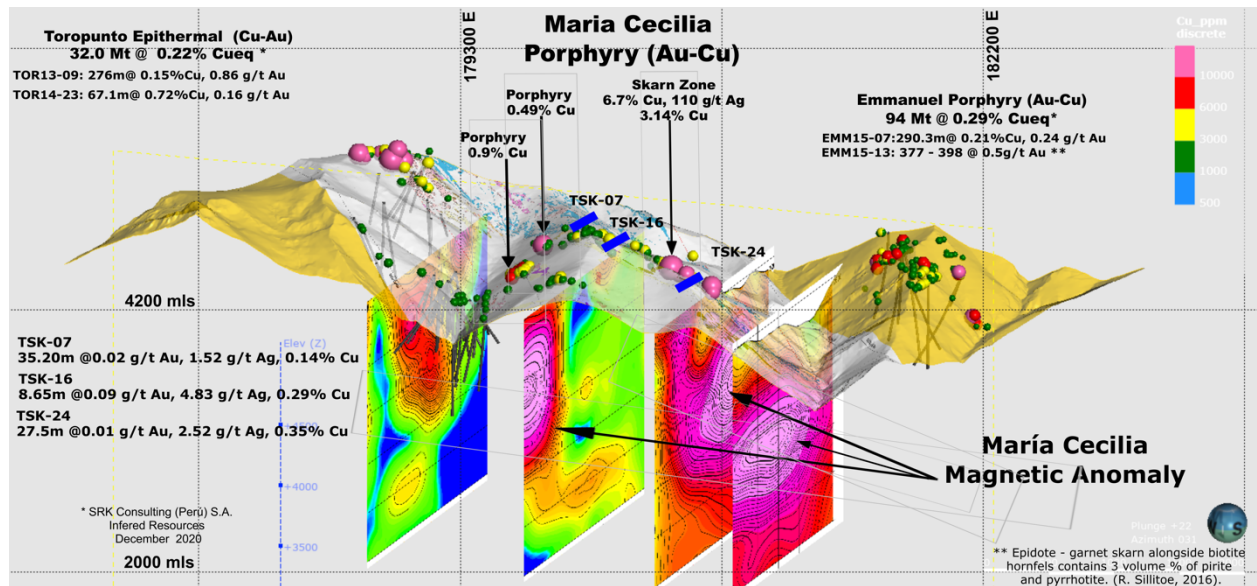 Maria Cecilia
Porphyry (Au-Cu)
Toropunto Epithermal (Cu-Au)
32.0 Mt @ 0.22% Cueq *
TOR13-09: 276m@ 0.15%Cu, 0.86 g/t Au
TOR14-23: 67.1m@ 0.72%Cu, 0.16 g/t Au
179300 E
182200 E
Cu_ppm
discrete
10000
6000
3000
1000
500
Porphyry
0.49% Cu
Porphyry
0.9% Cu
Skarn Zone
6.7% Cu, 110 g/t Ag
3.14% Cu
Emmanuel Porphyry (Au-Cu)
94 Mt @ 0.29% Cueq*
EMM15-07:290.3m@ 0.21%Cu, 0.24 g/t Au
EMM15-13: 377 - 398 @ 0.5g/t Au **
TSK-07
TSK-16
TSK-24
4200 mls
Elev (Z)
TSK-07
35.20m @0.02 g/t Au, 1.52 g/t Ag, 0.14% Cu
TSK-16
8.65m @0.09 g/t Au, 4.83 g/t Ag, 0.29% Cu
TSK-24
27.5m @0.01 g/t Au, 2.52 g/t Ag, 0.35% Cu
+4000
+3500
María Cecilia
Magnetic Anomaly
* SRK Consulting (Perù) S.A.
Infered Resources
December 2020
2000 mls
Plunge +22
Azimuth 031
** Epidote - garnet skarn alongside biotite
hornfels contains 3 volume % of pirite
and pyrrhotite. (R. Sillitoe, 2016).